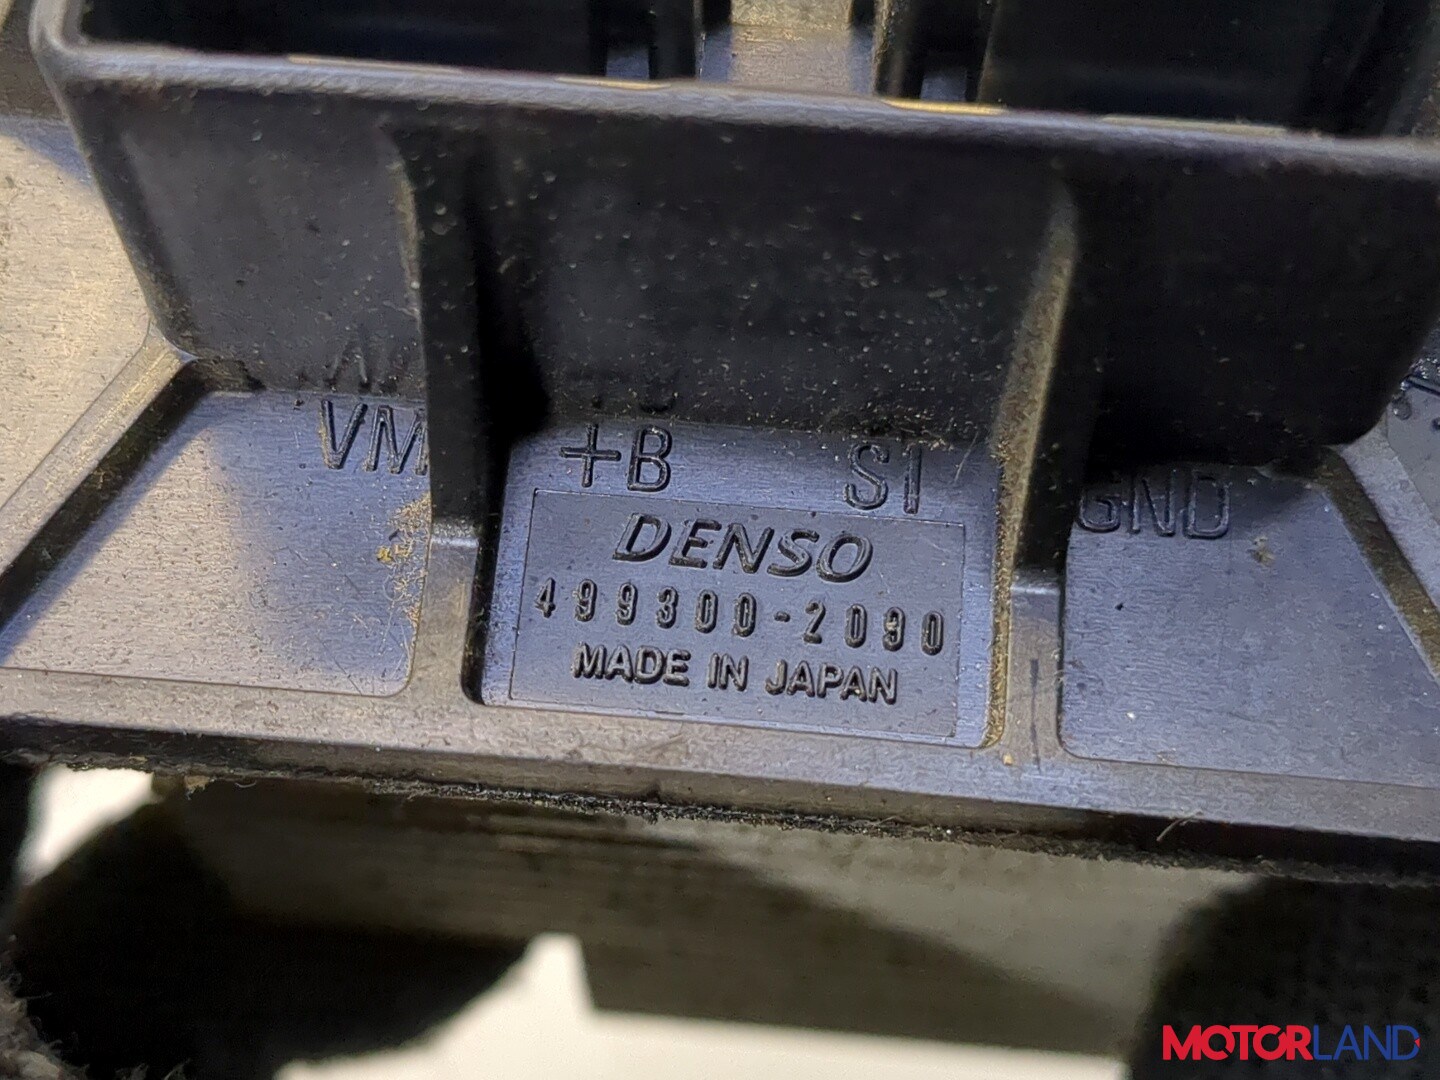 VM +B SI GND
DENSO
499300-2090
MADE IN JAPAN
MOTORLAND